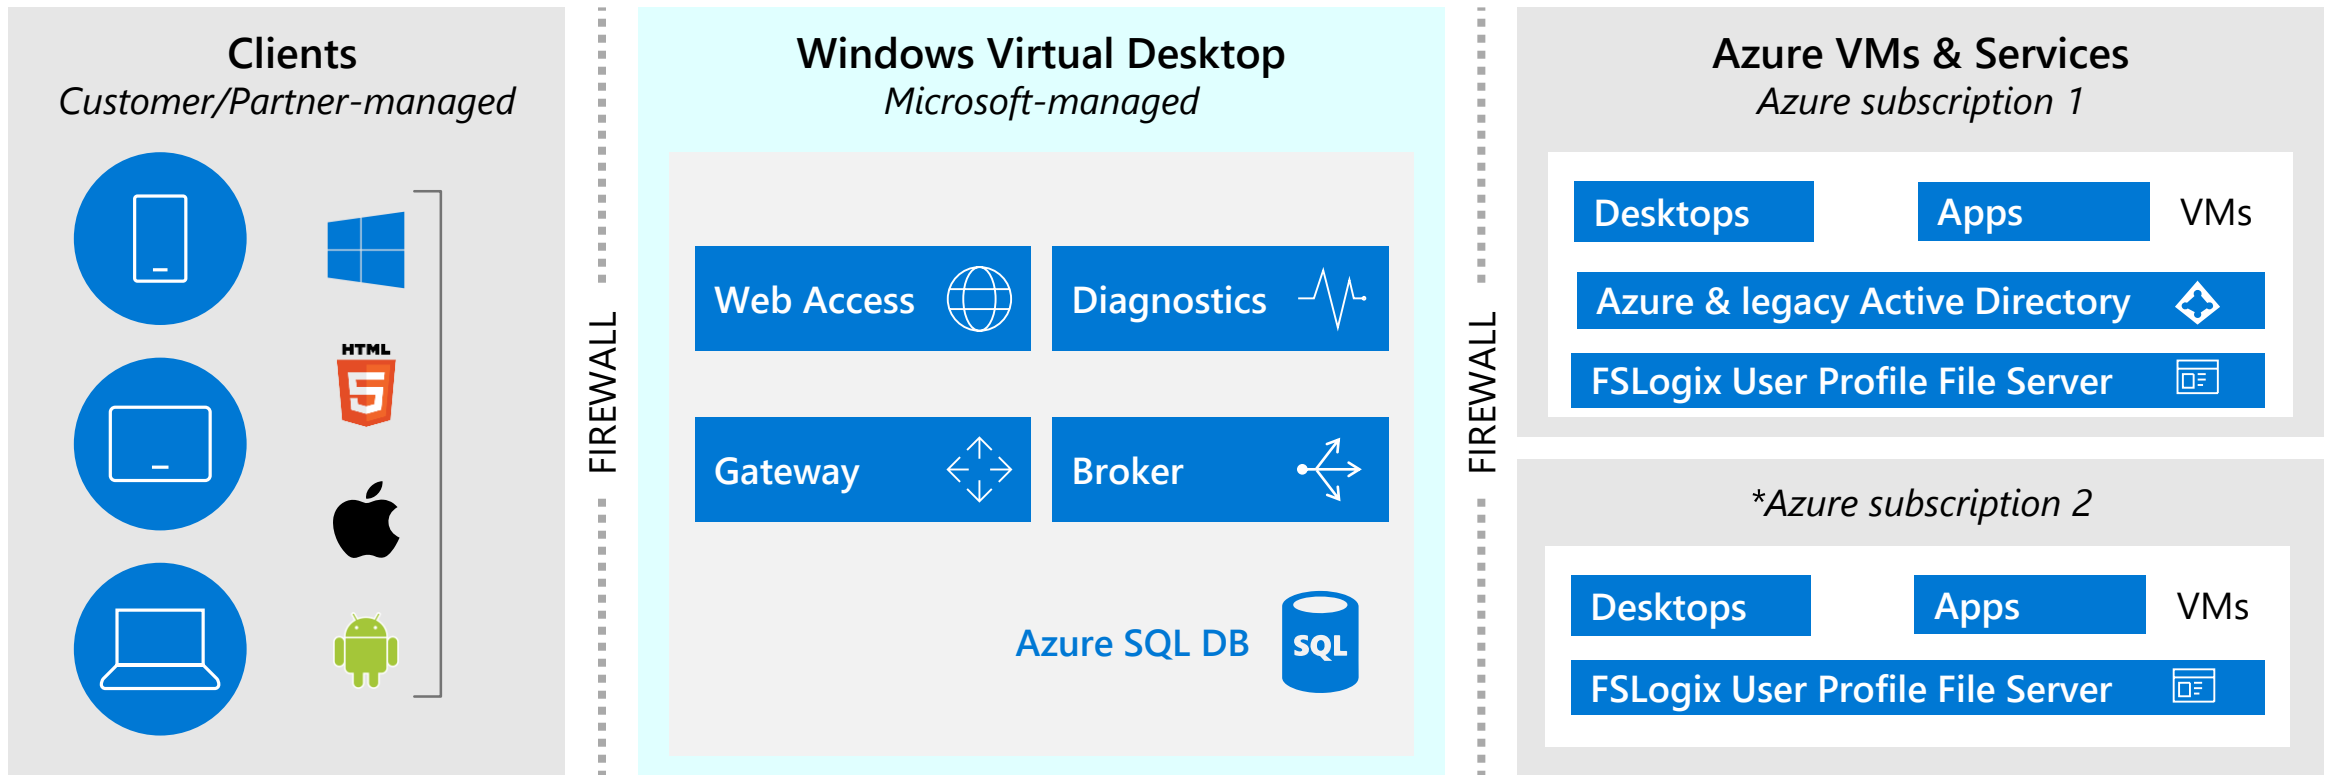 Clients
Customer/Partner-managed
HTML
5
FIREWALL
Windows Virtual Desktop
Microsoft-managed
Web Access
Diagnostics
Gateway
Broker
Azure SQL DB
SQL
FIREWALL
Azure VMs & Services
Azure subscription 1
Desktops
Apps
VMs
Azure & legacy Active Directory
FSLogix User Profile File Server
*Azure subscription 2
Desktops
Apps
VMs
FSLogix User Profile File Server